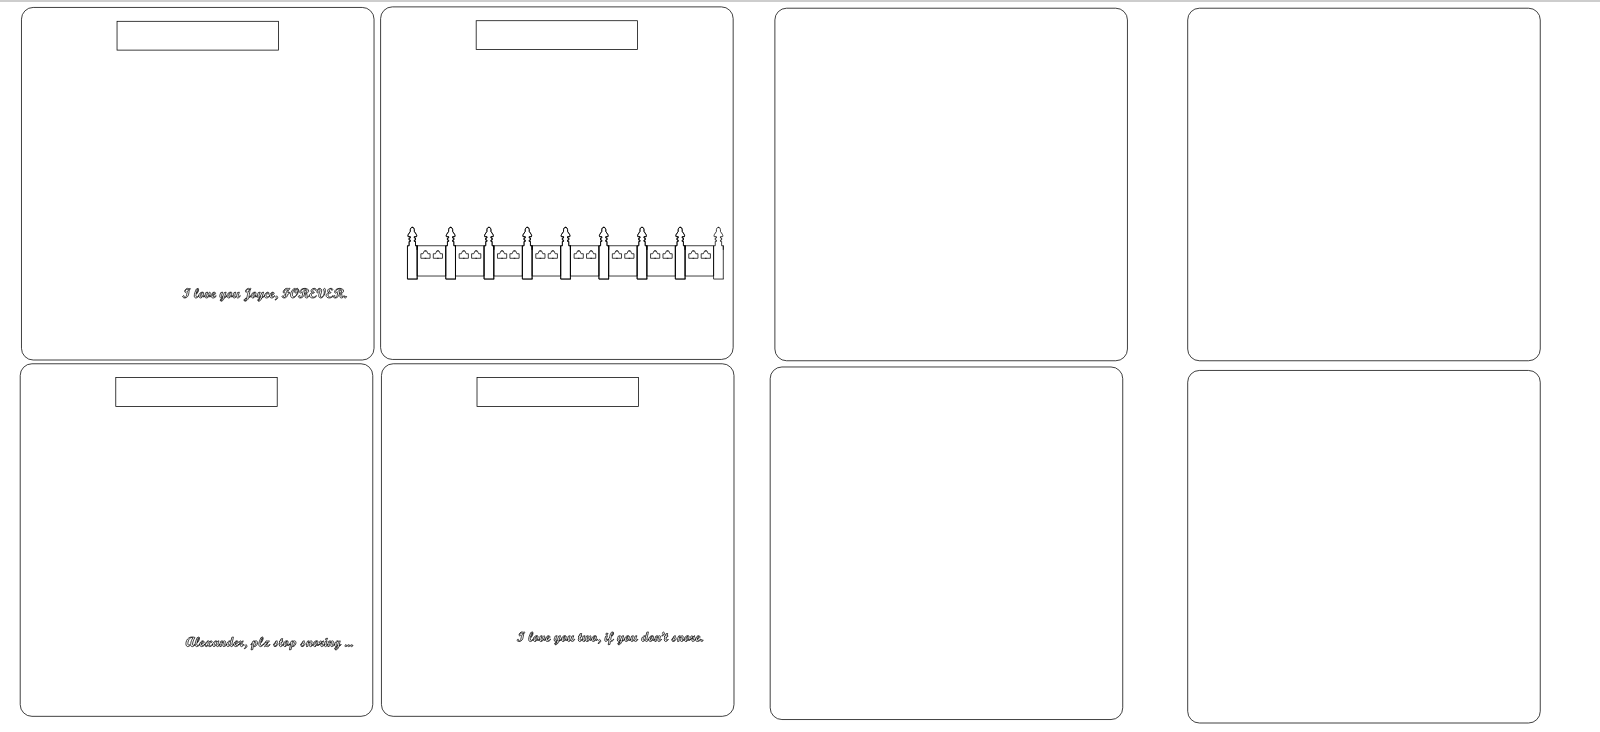 I love you Joyce, FOREVER.
Alexander, plz stop snoring ...
I love you two, if you don't snore.